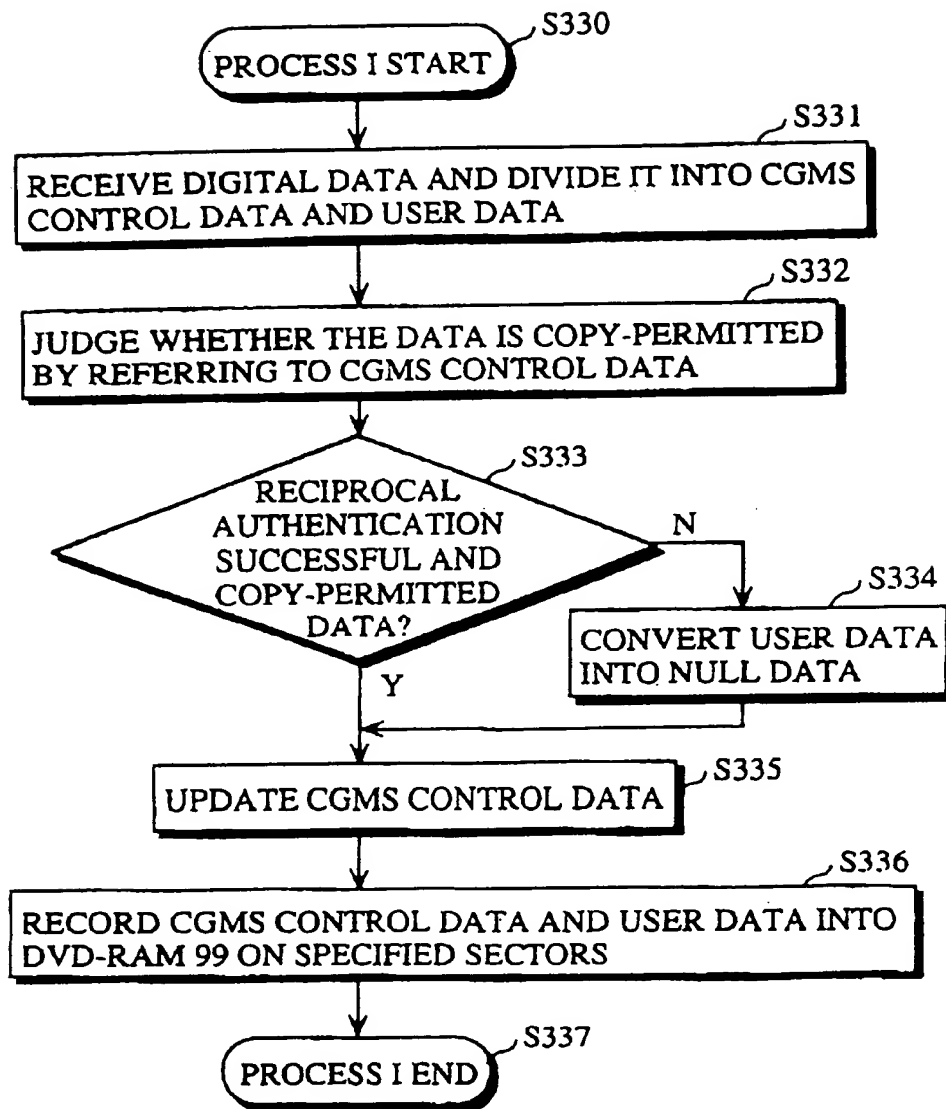 S330
PROCESS I START
S331
RECEIVE DIGITAL DATA AND DIVIDE IT INTO CGMS
CONTROL DATA AND USER DATA
S332
JUDGE WHETHER THE DATA IS COPY-PERMITTED
BY REFERRING TO CGMS CONTROL DATA
S333
RECIPROCAL
AUTHENTICATION
SUCCESSFUL AND
COPY-PERMITTED
DATA?
N
S334
CONVERT USER DATA
INTO NULL DATA
Y
S335
UPDATE CGMS CONTROL DATA
S336
RECORD CGMS CONTROL DATA AND USER DATA INTO
DVD-RAM 99 ON SPECIFIED SECTORS
S337
PROCESS I END